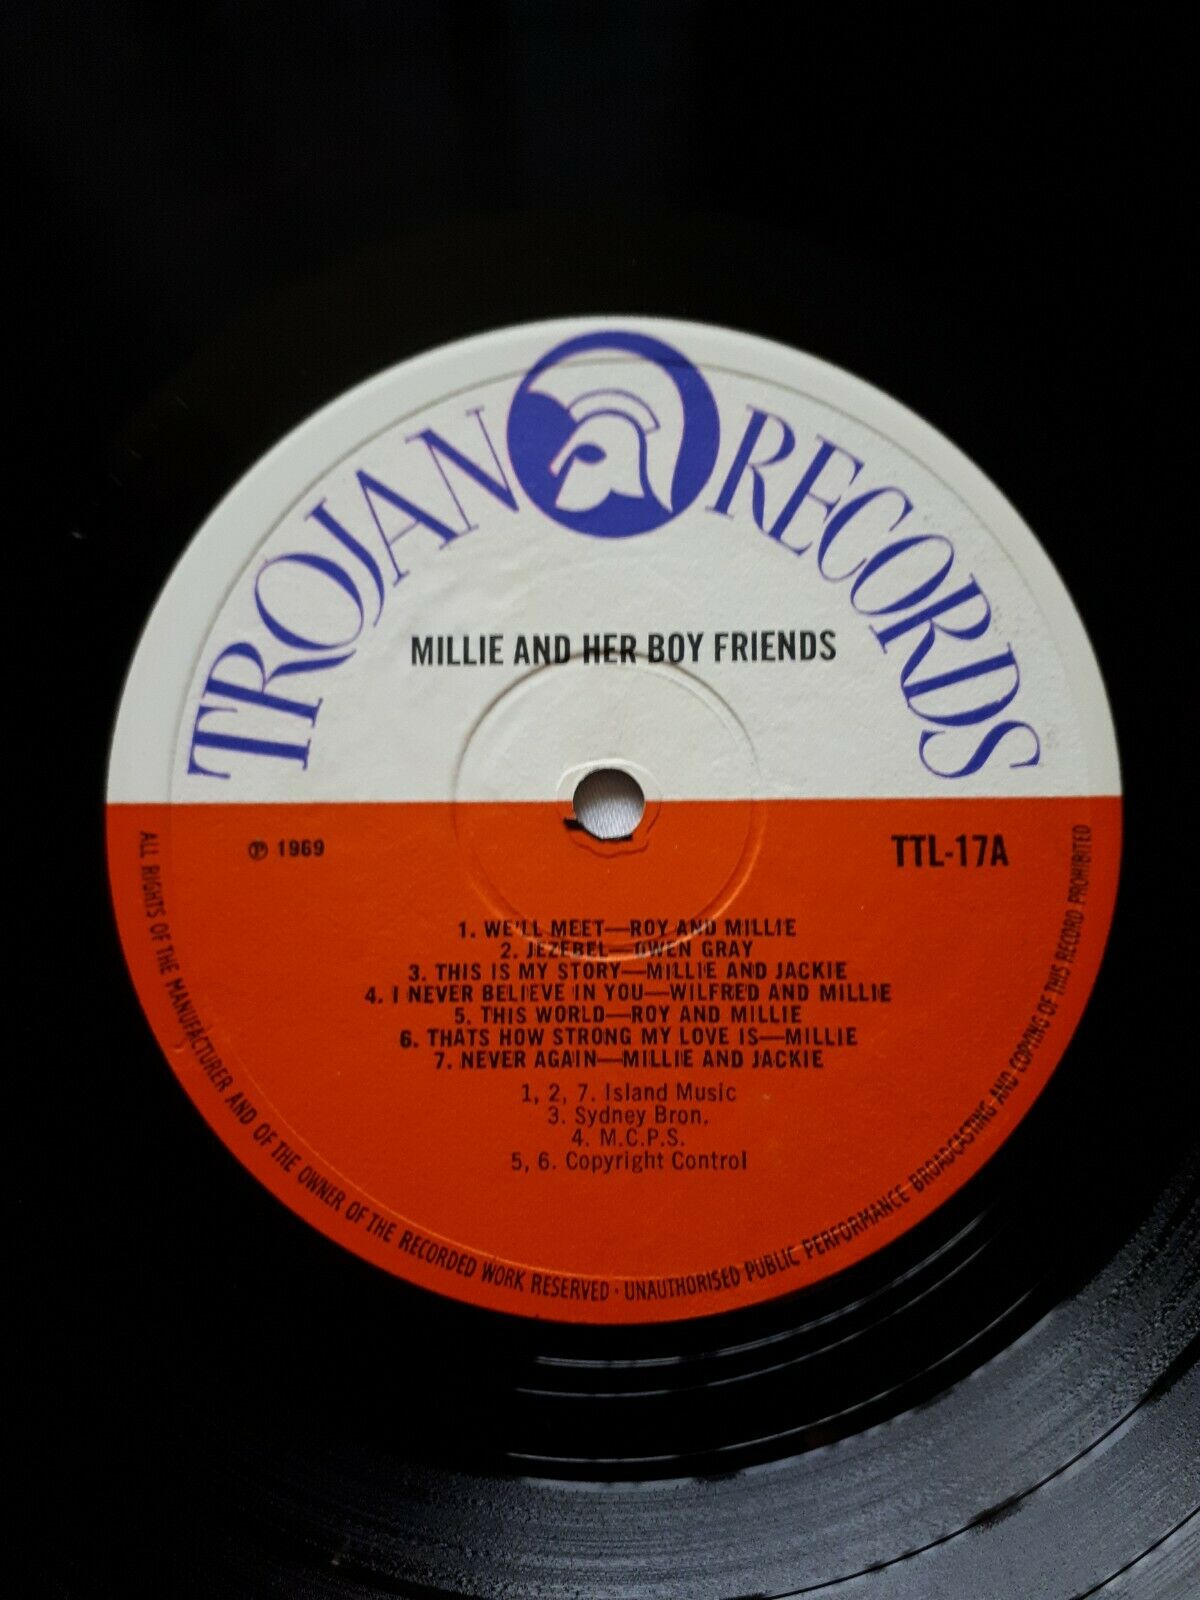 TROJAN RECORDS
MILLIE AND HER BOY FRIENDS
℗ 1969
TTL-17A
1. WE'LL MEET—ROY AND MILLIE
2. JEZEBEL—OWEN GRAY
3. THIS IS MY STORY—MILLIE AND JACKIE
4. I NEVER BELIEVE IN YOU—WILFRED AND MILLIE
5. THIS WORLD—ROY AND MILLIE
6. THATS HOW STRONG MY LOVE IS—MILLIE
7. NEVER AGAIN—MILLIE AND JACKIE
1, 2, 7. Island Music
3. Sydney Bron.
4. M.C.P.S.
5, 6. Copyright Control
ALL RIGHTS OF THE MANUFACTURER AND OF THE OWNER OF THE RECORDED WORK RESERVED · UNAUTHORISED PUBLIC PERFORMANCE BROADCASTING AND COPYING OF THIS RECORD PROHIBITED